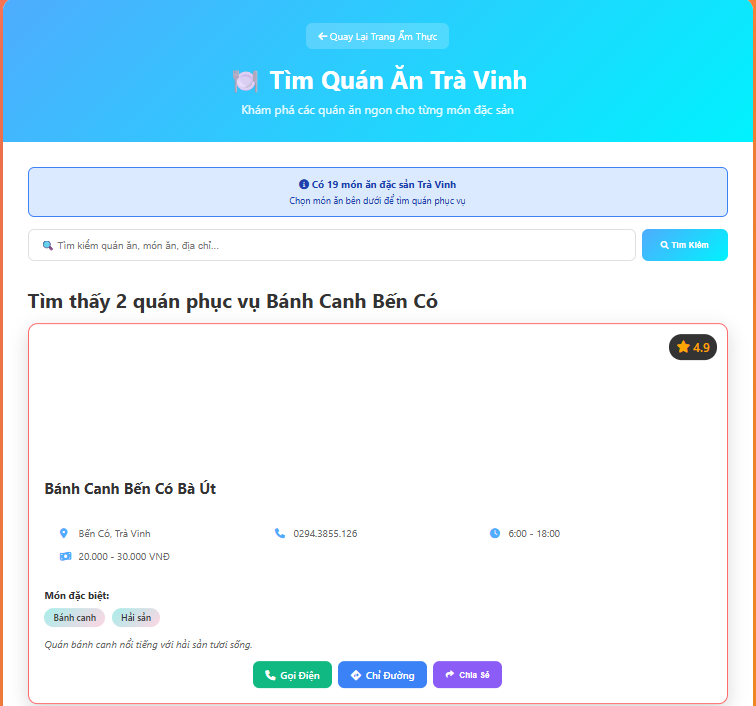 Quay Lại Trang Ẩm Thực
Tìm Quán Ăn Trà Vinh
Khám phá các quán ăn ngon cho từng món đặc sản
Có 19 món ăn đặc sản Trà Vinh
Chọn món ăn bên dưới để tìm quán phục vụ
Tìm kiếm quán ăn, món ăn, địa chỉ...
Tìm Kiếm
Tìm thấy 2 quán phục vụ Bánh Canh Bến Có
4.9
Bánh Canh Bến Có Bà Út
Bến Có, Trà Vinh
0294.3855.126
6:00 - 18:00
20.000 - 30.000 VNĐ
Món đặc biệt:
Bánh canh
Hải sản
Quán bánh canh nổi tiếng với hải sản tươi sống.
Gọi Điện
Chỉ Đường
Chia Sẻ